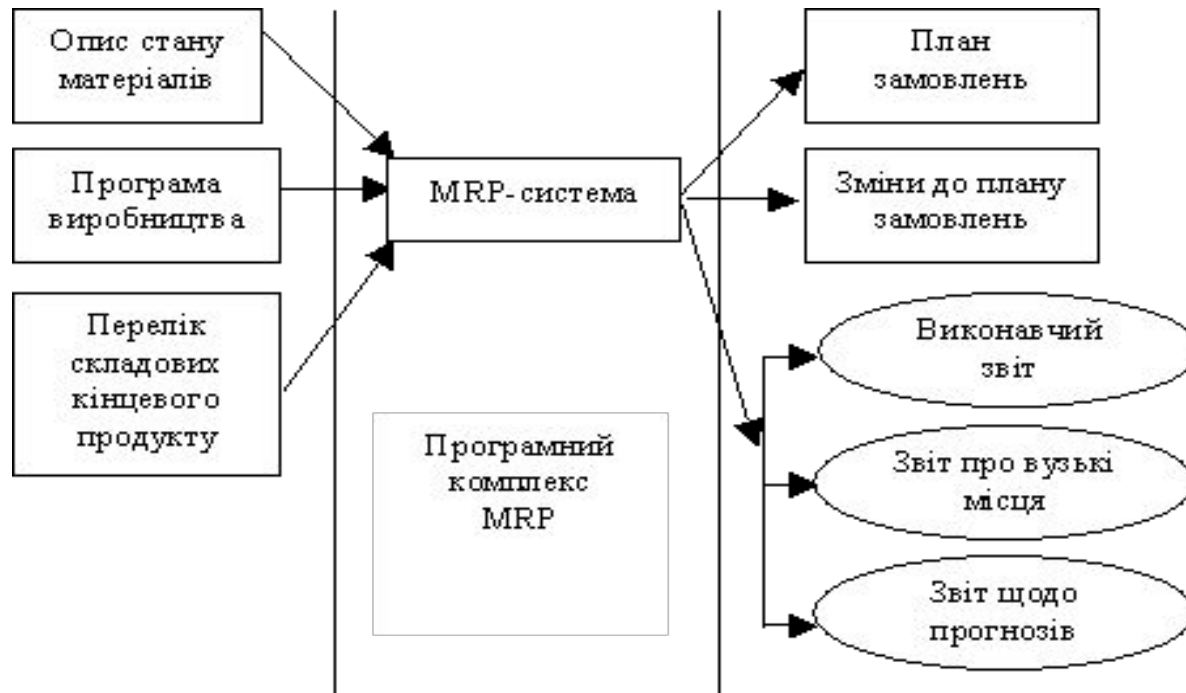 Опис стану
матеріалів
Програма
виробництва
Перелік
складових
кінцевого
продукту
MRP-система
Програмний
комплекс
MRP
План
замовлень
Зміни до плану
замовлень
Виконавчий
звіт
Звіт про вузькі
місця
Звіт щодо
прогнозів